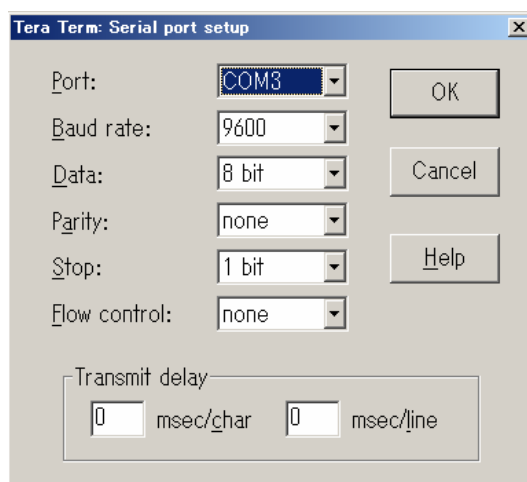 Tera Term: Serial port setup
Port: COM3 OK
Baud rate: 9600
Data: 8 bit Cancel
Parity: none
Stop: 1 bit Help
Flow control: none
Transmit delay
0 msec/char 0 msec/line